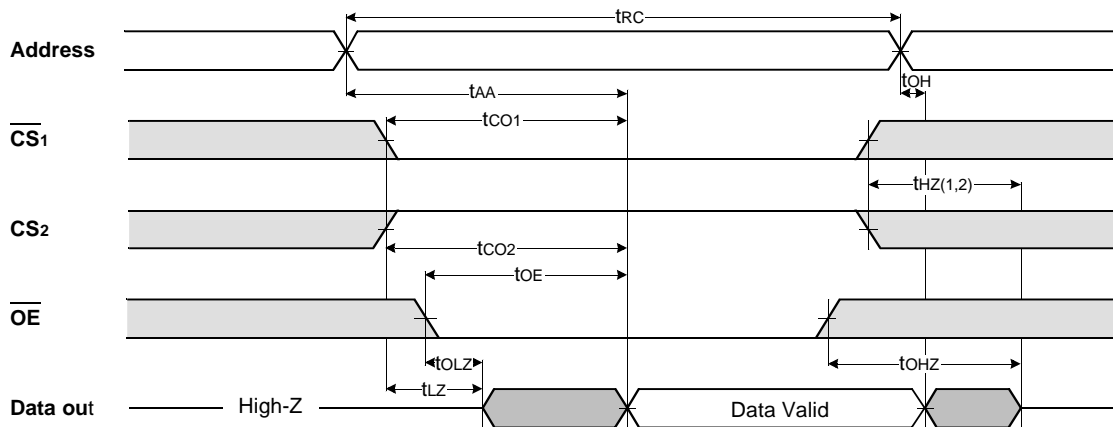 tRC
Address
tOH
tAA
tCO1
CS1
tHZ(1,2)
CS2
tCO2
tOE
OE
tOLZ
tOHZ
tLZ
Data out High-Z Data Valid